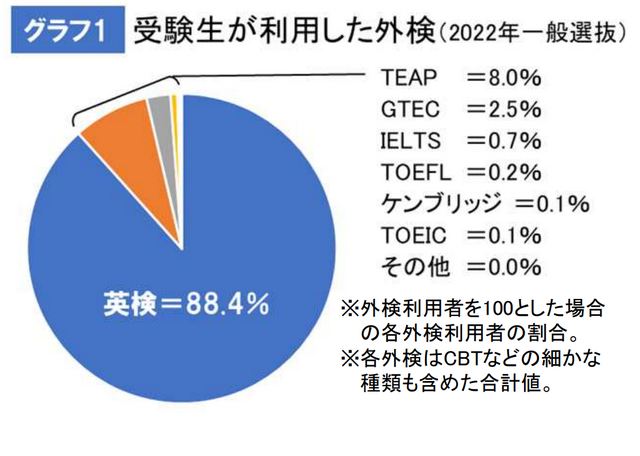 グラフ1 受験生が利用した外検(2022年一般選抜)
TEAP =8.0%
GTEC =2.5%
IELTS =0.7%
TOEFL =0.2%
ケンブリッジ =0.1%
TOEIC =0.1%
その他 =0.0%
英検=88.4%
※外検利用者を100とした場合
の各外検利用者の割合。
※各外検はCBTなどの細かな
種類も含めた合計値。